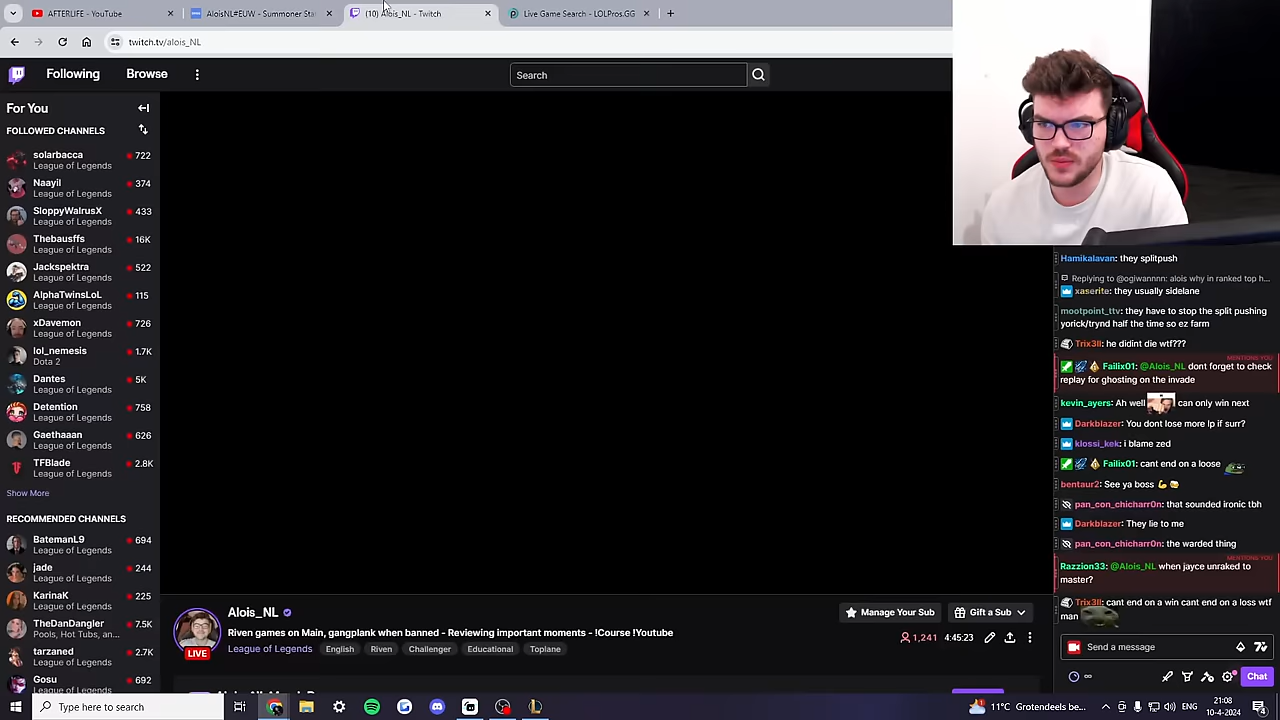 AFTERLIFE - YouTube
AloisNL#EUW - Summoner Sta
(10) Alois_NL - Twitch
Live Game Search - LOLPros.GG
twitch.tv/alois_NL
Following
Browse
Search
For You
FOLLOWED CHANNELS
solarbacca 722
League of Legends
Naayil 374
League of Legends
SloppyWalrusX 433
League of Legends
Thebausffs 16K
League of Legends
Jackspektra 522
League of Legends
AlphaTwinsLoL 115
League of Legends
xDavemon 726
League of Legends
lol_nemesis 1.7K
Dota 2
Dantes 5K
League of Legends
Detention 758
League of Legends
Gaethaaan 626
League of Legends
TFBlade 2.8K
League of Legends
Show More
RECOMMENDED CHANNELS
BatemanL9 694
League of Legends
jade 244
League of Legends
KarinaK 225
League of Legends
TheDanDangler 7.5K
Pools, Hot Tubs, an...
tarzaned 2.7K
League of Legends
Gosu 692
Hamikalavan: they splitpush
Replying to @ogiwannnn: alois why in ranked top h...
xaserite: they usually sidelane
mootpoint_ttv: they have to stop the split pushing
yorick/trynd half the time so ez farm
Trix3ll: he didint die wtf???
MENTIONS YOU
Failix01: @Alois_NL dont forget to check
replay for ghosting on the invade
kevin_ayers: Ah well can only win next
Darkblazer: You dont lose more lp if surr?
klossi_kek: i blame zed
Failix01: cant end on a loose
bentaur2: See ya boss 💪🍻
pan_con_chicharr0n: that sounded ironic tbh
Darkblazer: They lie to me
pan_con_chicharr0n: the warded thing
MENTIONS YOU
Razzion33: @Alois_NL when jayce unraked to
master?
Trix3ll: cant end on a win cant end on a loss wtf
man
Send a message
Chat
Alois_NL
Riven games on Main, gangplank when banned - Reviewing important moments - !Course !Youtube
League of Legends English Riven Challenger Educational Toplane
LIVE
Manage Your Sub
Gift a Sub
1,241 4:45:23
Type here to search
11°C Grotendeels be...
21:08
10-4-2024